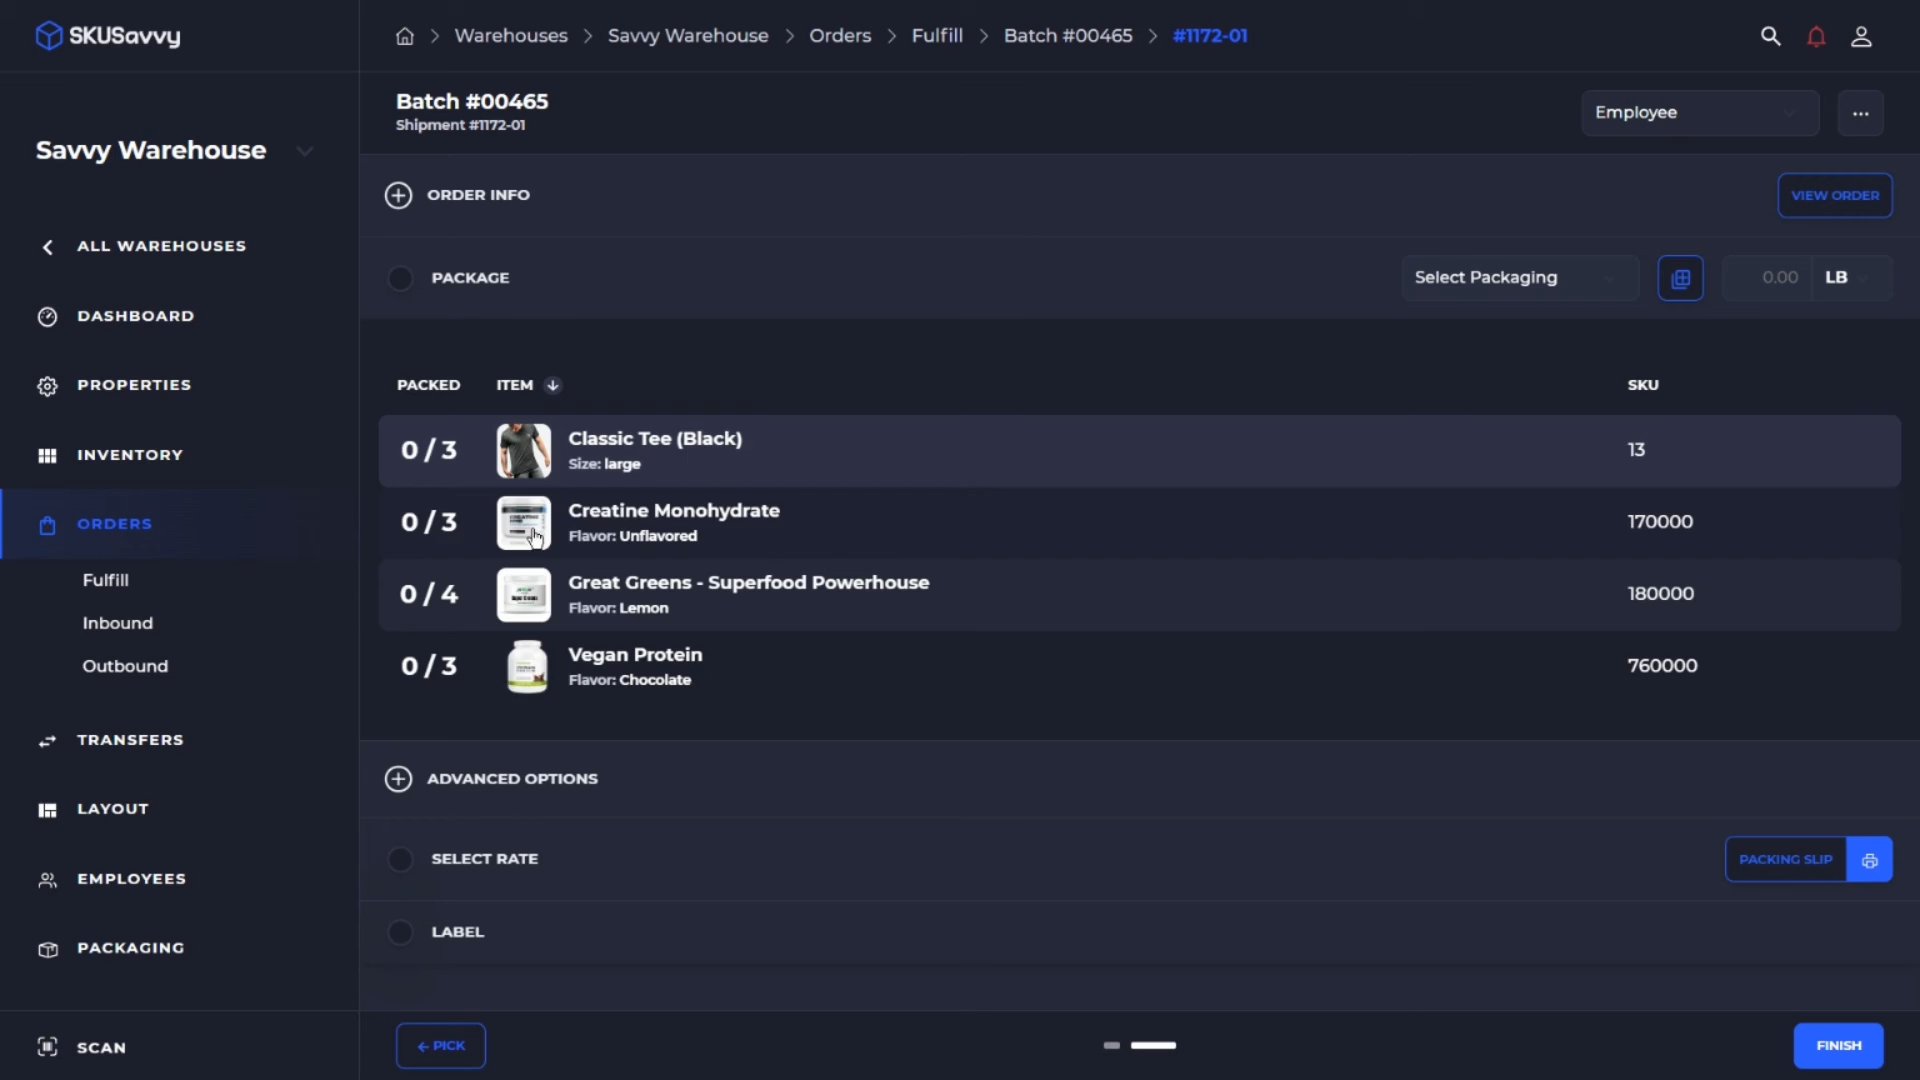 SKUSavvy
Warehouses
Savvy Warehouse
Orders
Fulfill
Batch #00465
#1172-01
Savvy Warehouse
Batch #00465
Shipment #1172-01
Employee
ALL WAREHOUSES
DASHBOARD
PROPERTIES
INVENTORY
ORDERS
Fulfill
Inbound
Outbound
TRANSFERS
LAYOUT
EMPLOYEES
PACKAGING
SCAN
ORDER INFO
VIEW ORDER
PACKAGE
Select Packaging
0.00
LB
PACKED
ITEM
SKU
0 / 3
Classic Tee (Black)
Size: large
13
0 / 3
Creatine Monohydrate
Flavor: Unflavored
170000
0 / 4
Great Greens - Superfood Powerhouse
Flavor: Lemon
180000
0 / 3
Vegan Protein
Flavor: Chocolate
760000
ADVANCED OPTIONS
SELECT RATE
PACKING SLIP
LABEL
← PICK
FINISH